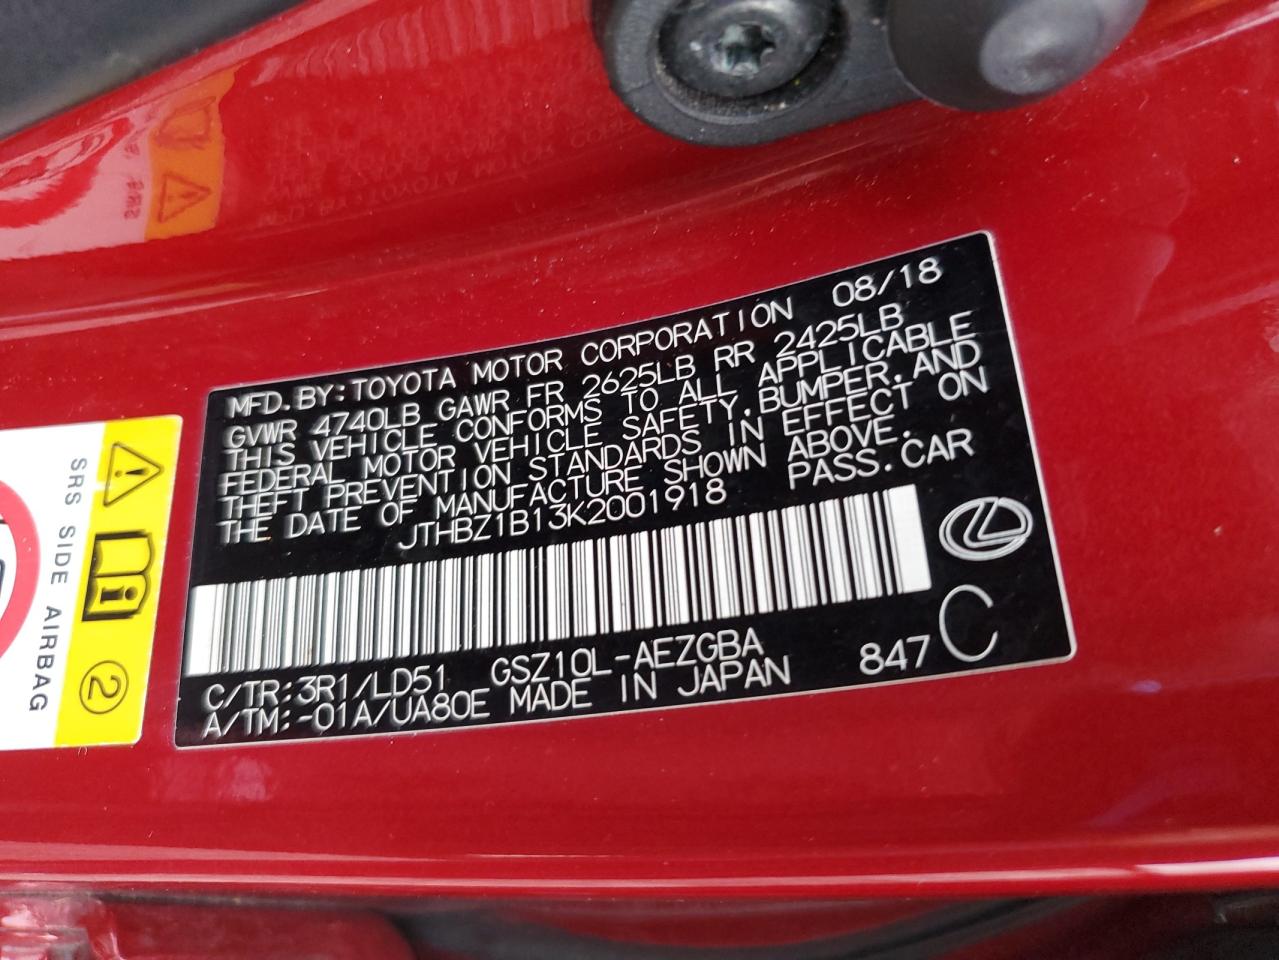 MFD.BY:TOYOTA MOTOR CORPORATION 08/18
GVWR 4740LB GAWR FR 2625LB RR 2425LB
THIS VEHICLE CONFORMS TO ALL APPLICABLE
FEDERAL MOTOR VEHICLE SAFETY,BUMPER,AND
THEFT PREVENTION STANDARDS IN EFFECT ON
THE DATE OF MANUFACTURE SHOWN ABOVE.
JTHBZ1B13K2001918 PASS.CAR
C/TR:3R1/LD51 GSZ10L-AEZGBA 847 C
A/TM:-01A/UA80E MADE IN JAPAN
SRS SIDE AIRBAG
2